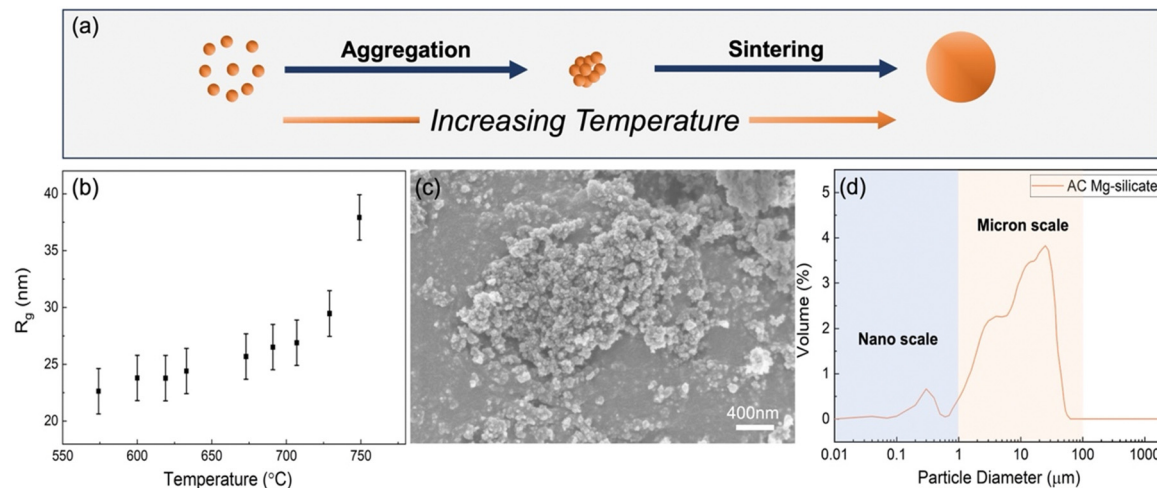 (a)
Aggregation
Sintering
Increasing Temperature
(b)
40
35
30
25
20
R_g (nm)
550
600
650
700
750
Temperature (°C)
(c)
400nm
(d)
AC Mg-silicate
Micron scale
Nano scale
5
4
3
2
1
0
Volume (%)
0.01
0.1
1
10
100
1000
Particle Diameter (μm)